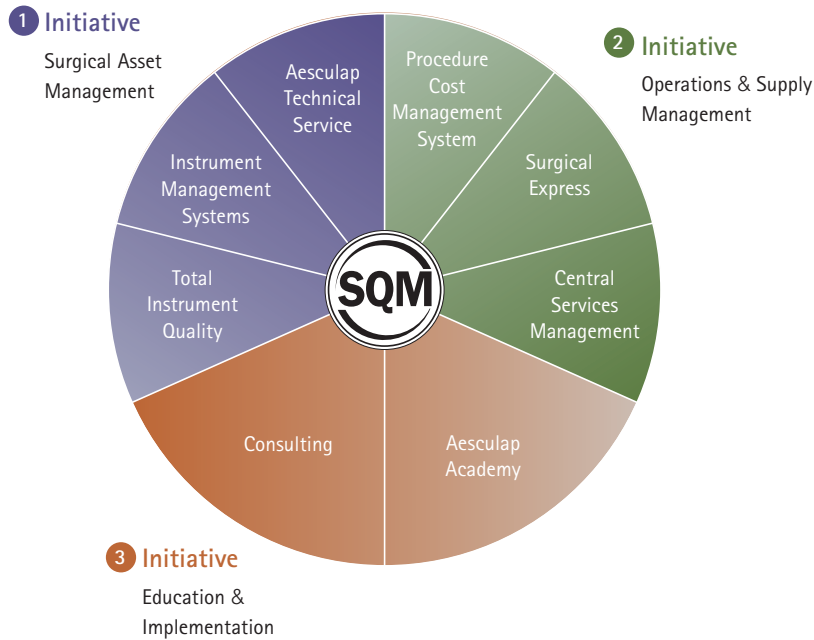 1 Initiative
Surgical Asset
Management
2 Initiative
Operations & Supply
Management
Aesculap
Technical
Service
Procedure
Cost
Management
System
Instrument
Management
Systems
Surgical
Express
Total
Instrument
Quality
SQM
Central
Services
Management
Consulting
Aesculap
Academy
3 Initiative
Education &
Implementation